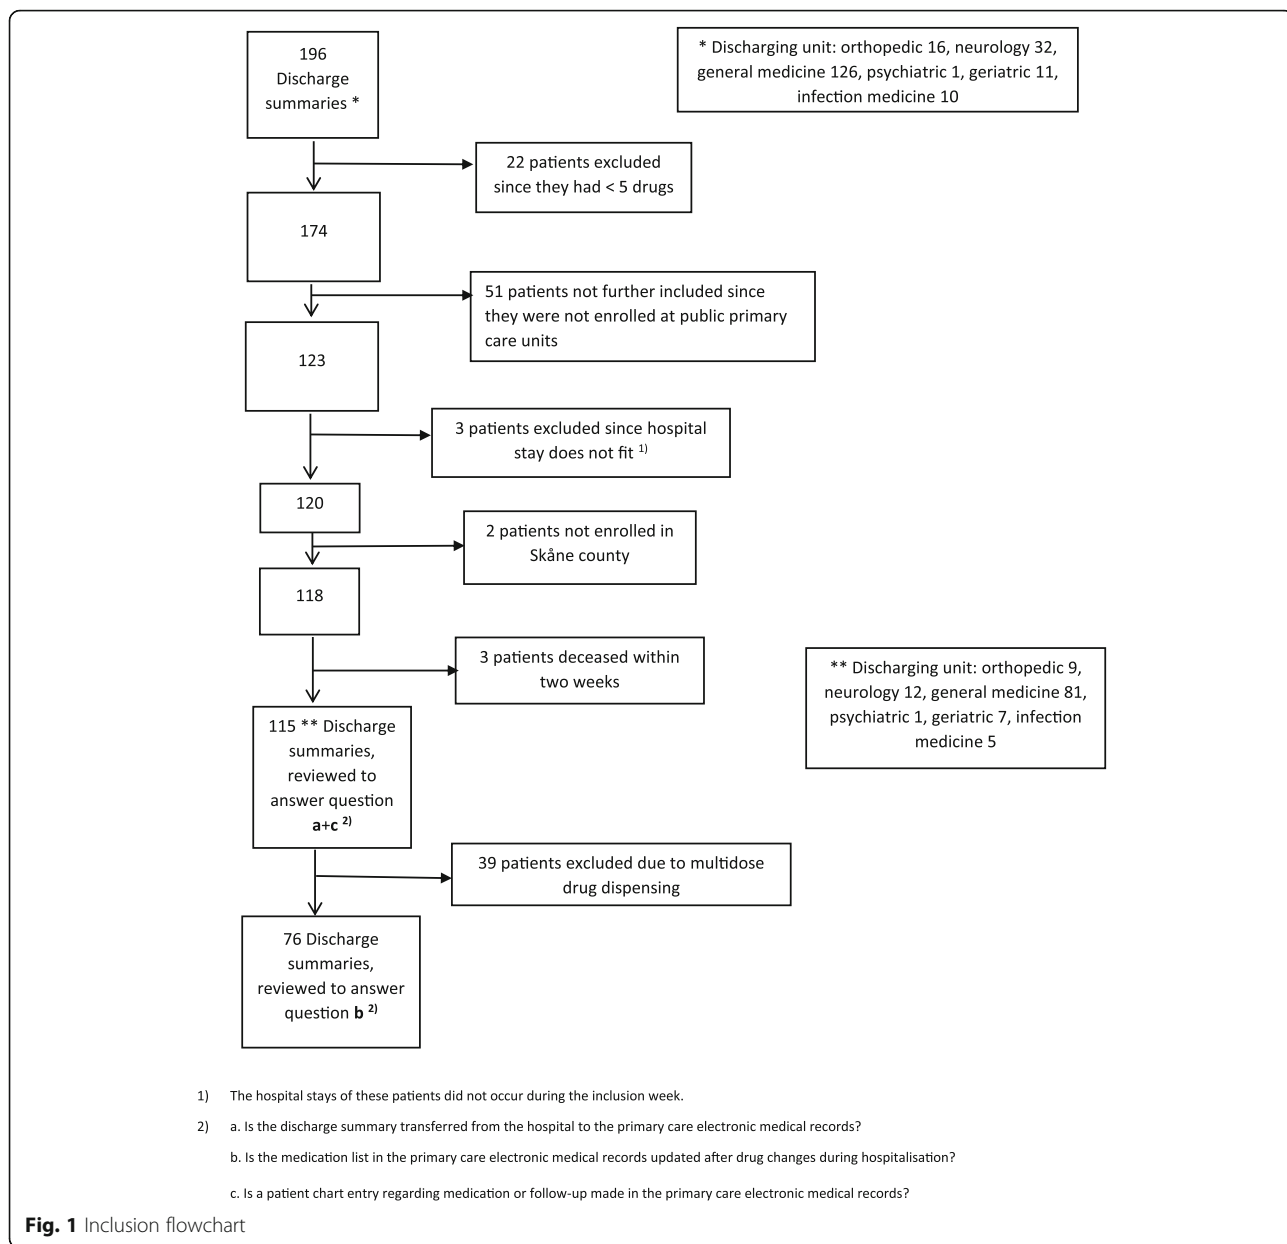 196
Discharge
summaries *
* Discharging unit: orthopedic 16, neurology 32,
general medicine 126, psychiatric 1, geriatric 11,
infection medicine 10
22 patients excluded
since they had < 5 drugs
174
51 patients not further included since
they were not enrolled at public primary
care units
123
3 patients excluded since hospital
stay does not fit 1)
120
2 patients not enrolled in
Skåne county
118
3 patients deceased within
two weeks
** Discharging unit: orthopedic 9,
neurology 12, general medicine 81,
psychiatric 1, geriatric 7, infection
medicine 5
115 ** Discharge
summaries,
reviewed to
answer question
a+c 2)
39 patients excluded due to multidose
drug dispensing
76 Discharge
summaries,
reviewed to answer
question b 2)
1) The hospital stays of these patients did not occur during the inclusion week.
2) a. Is the discharge summary transferred from the hospital to the primary care electronic medical records?
b. Is the medication list in the primary care electronic medical records updated after drug changes during hospitalisation?
c. Is a patient chart entry regarding medication or follow-up made in the primary care electronic medical records?
Fig. 1 Inclusion flowchart